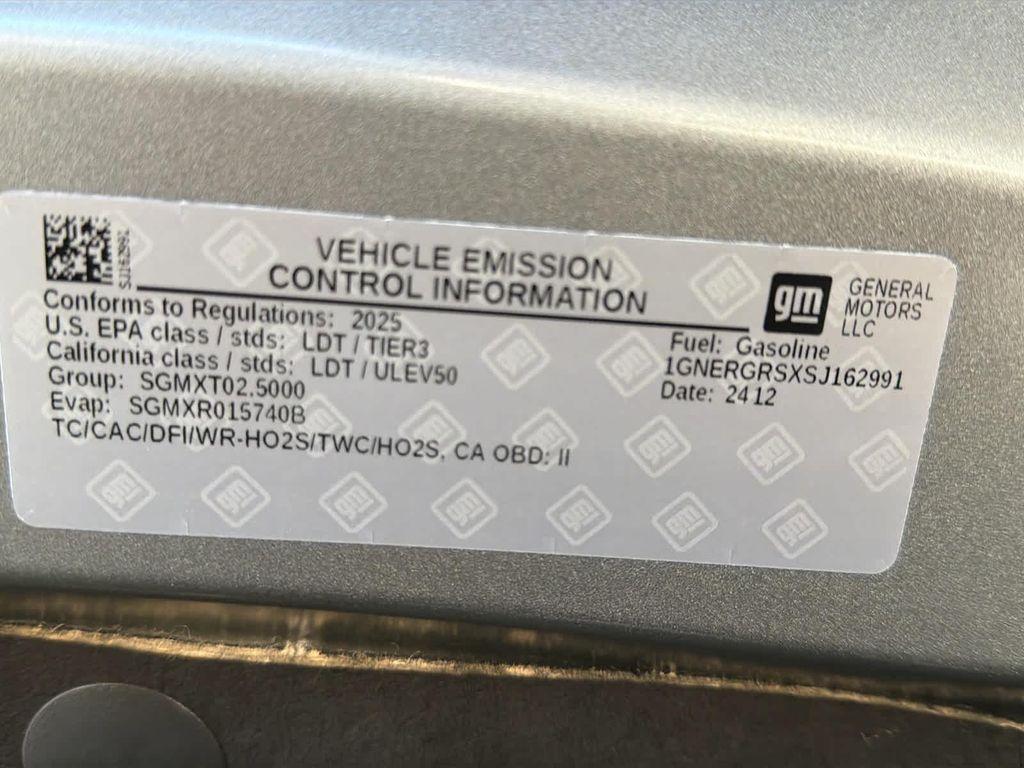 SJ162991
VEHICLE EMISSION
CONTROL INFORMATION
gm
GENERAL
MOTORS
LLC
Conforms to Regulations: 2025
U.S. EPA class / stds: LDT / TIER3
California class / stds: LDT / ULEV50
Group: SGMXT02.5000
Evap: SGMXR015740B
TC/CAC/DFI/WR-HO2S/TWC/HO2S, CA OBD: II
Fuel: Gasoline
1GNERGRSXSJ162991
Date: 2412